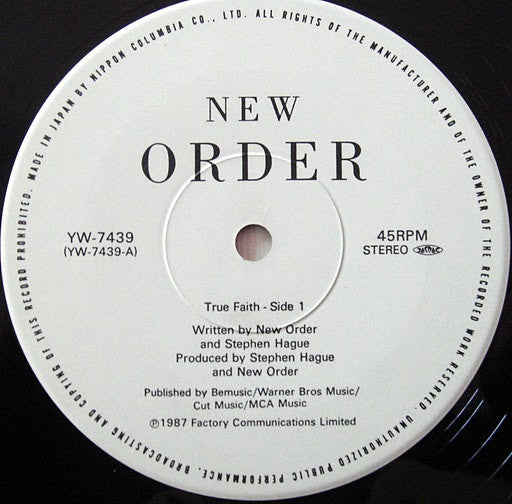 MADE IN JAPAN BY NIPPON COLUMBIA CO., LTD. ALL RIGHTS OF THE MANUFACTURER AND OF THE OWNER OF THE RECORDED WORK RESERVED. UNAUTHORIZED PUBLIC PERFORMANCE, BROADCASTING AND COPYING OF THIS RECORD PROHIBITED.
NEW
ORDER
YW-7439
(YW-7439-A)
45RPM
STEREO
True Faith - Side 1
Written by New Order
and Stephen Hague
Produced by Stephen Hague
and New Order
Published by Bemusic/Warner Bros Music/
Cut Music/MCA Music
℗1987 Factory Communications Limited